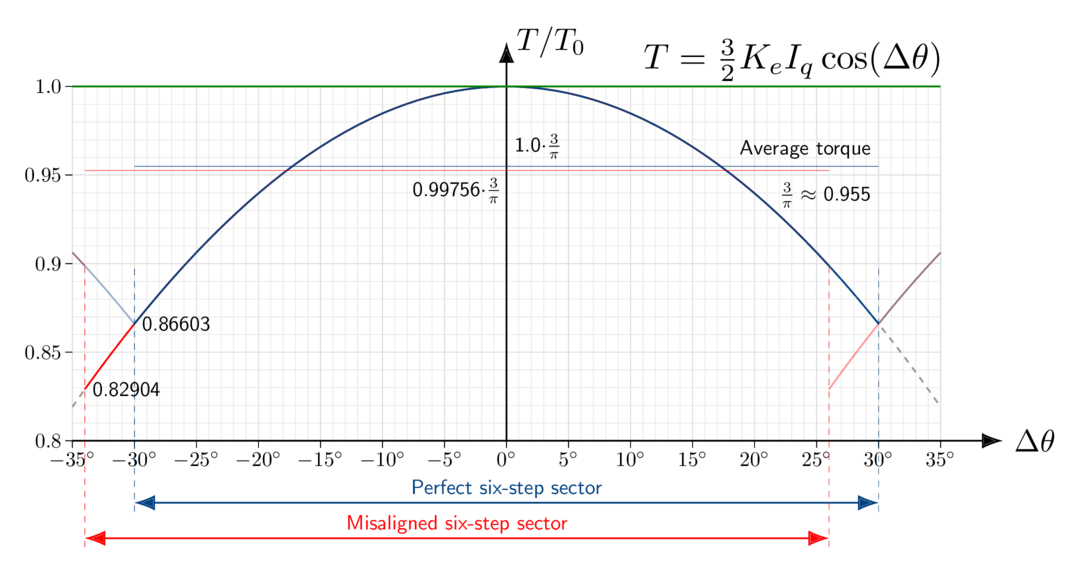 T/T₀
T = 3/2 KₑI_q cos(Δθ)
1.0
1.0·3/π
Average torque
0.95
0.99756·3/π
3/π ≈ 0.955
0.9
0.86603
0.85
0.82904
0.8
−35° −30° −25° −20° −15° −10° −5° 0° 5° 10° 15° 20° 25° 30° 35°
Δθ
Perfect six-step sector
Misaligned six-step sector